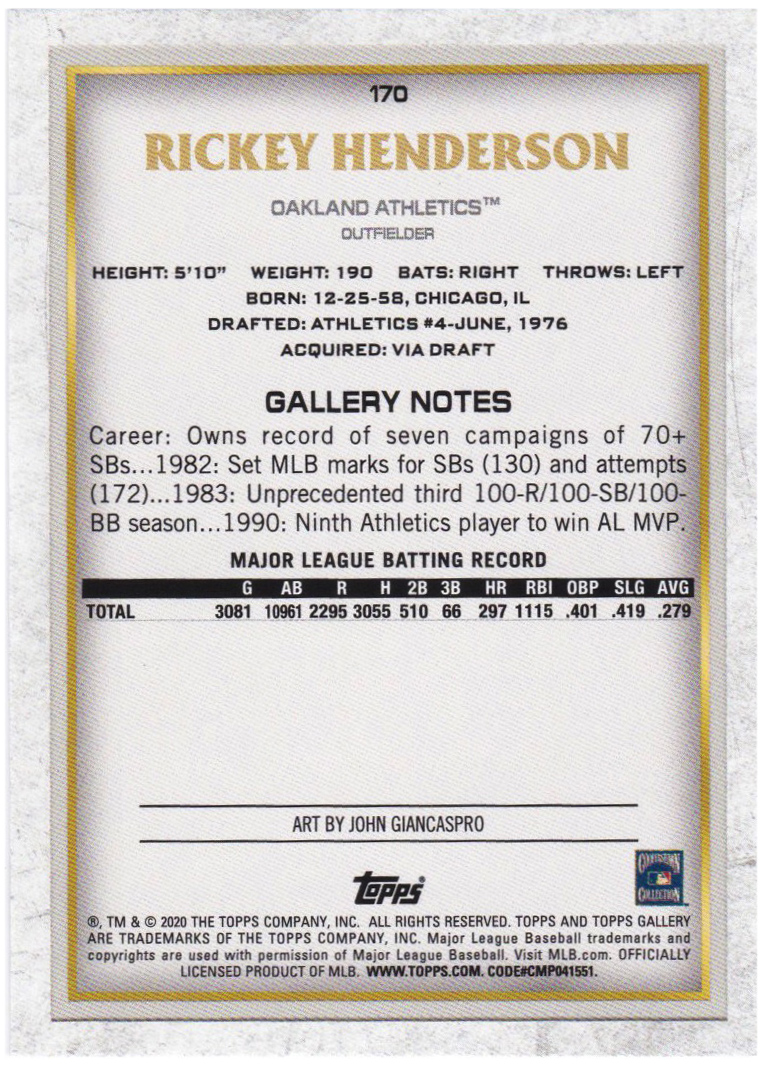 170
RICKEY HENDERSON
OAKLAND ATHLETICS™
OUTFIELDER
HEIGHT: 5'10" WEIGHT: 190 BATS: RIGHT THROWS: LEFT
BORN: 12-25-58, CHICAGO, IL
DRAFTED: ATHLETICS #4-JUNE, 1976
ACQUIRED: VIA DRAFT
GALLERY NOTES
Career: Owns record of seven campaigns of 70+
SBs...1982: Set MLB marks for SBs (130) and attempts
(172)...1983: Unprecedented third 100-R/100-SB/100-
BB season...1990: Ninth Athletics player to win AL MVP.
MAJOR LEAGUE BATTING RECORD
G AB R H 2B 3B HR RBI OBP SLG AVG
TOTAL 3081 10961 2295 3055 510 66 297 1115 .401 .419 .279
ART BY JOHN GIANCASPRO
topps®
COOPERSTOWN
COLLECTION™
®, TM & © 2020 THE TOPPS COMPANY, INC. ALL RIGHTS RESERVED. TOPPS AND TOPPS GALLERY
ARE TRADEMARKS OF THE TOPPS COMPANY, INC. Major League Baseball trademarks and
copyrights are used with permission of Major League Baseball. Visit MLB.com. OFFICIALLY
LICENSED PRODUCT OF MLB. WWW.TOPPS.COM. CODE#CMP041551.